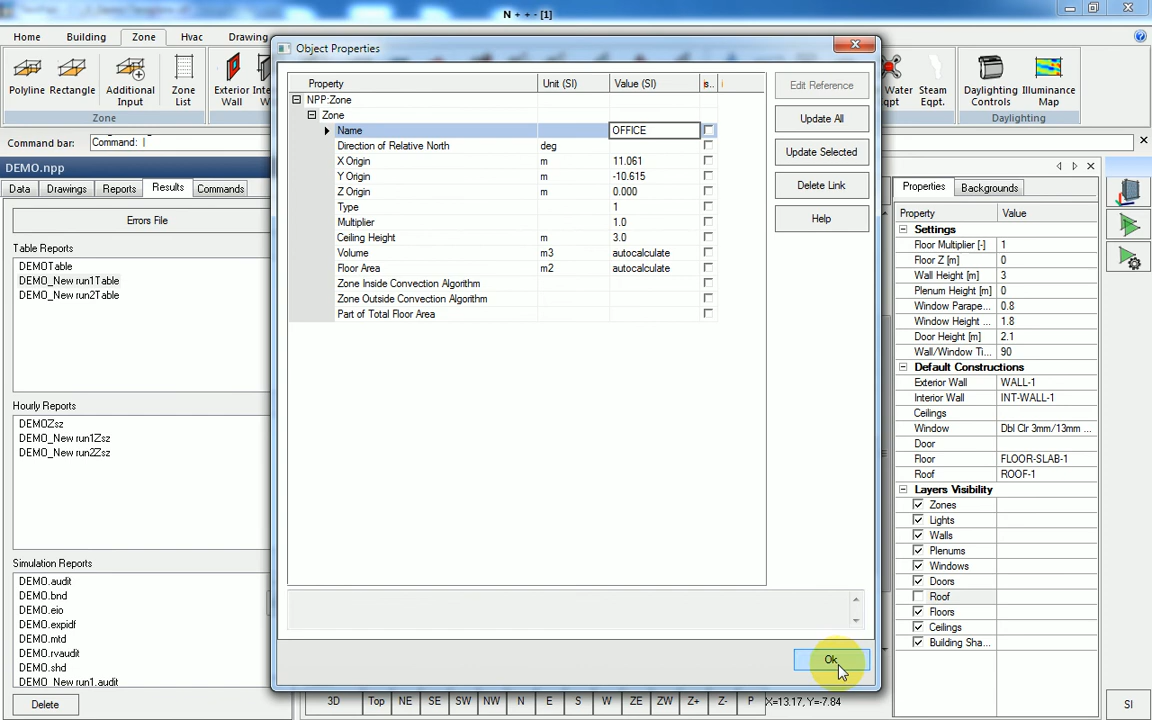 N + + - [1]
Home Building Zone Hvac Drawing
Polyline Rectangle Additional Input Zone List Exterior Wall Water Eqpt Steam Eqpt. Daylighting Controls Illuminance Map
Zone Daylighting
Command bar: Command: |
DEMO.npp
Data Drawings Reports Results Commands
Errors File
Table Reports
DEMOTable
DEMO_New run1Table
DEMO_New run2Table
Hourly Reports
DEMOZsz
DEMO_New run1Zsz
DEMO_New run2Zsz
Simulation Reports
DEMO.audit
DEMO.bnd
DEMO.eio
DEMO.expidf
DEMO.mtd
DEMO.rvaudit
DEMO.shd
DEMO_New run1.audit
Delete
Object Properties
Property Unit (SI) Value (SI) is..
NPP:Zone
Zone
Name OFFICE
Direction of Relative North deg
X Origin m 11.061
Y Origin m -10.615
Z Origin m 0.000
Type 1
Multiplier 1.0
Ceiling Height m 3.0
Volume m3 autocalculate
Floor Area m2 autocalculate
Zone Inside Convection Algorithm
Zone Outside Convection Algorithm
Part of Total Floor Area
Edit Reference
Update All
Update Selected
Delete Link
Help
Ok
3D Top NE SE SW NW N E S W ZE ZW Z+ Z- P X=13.17, Y=-7.84
Properties Backgrounds
Property Value
Settings
Floor Multiplier [-] 1
Floor Z [m] 0
Wall Height [m] 3
Plenum Height [m] 0
Window Parape... 0.8
Window Height ... 1.8
Door Height [m] 2.1
Wall/Window Ti... 90
Default Constructions
Exterior Wall WALL-1
Interior Wall INT-WALL-1
Ceilings
Window Dbl Clr 3mm/13mm ...
Door
Floor FLOOR-SLAB-1
Roof ROOF-1
Layers Visibility
Zones
Lights
Walls
Plenums
Windows
Doors
Roof
Floors
Ceilings
Building Sha...
SI